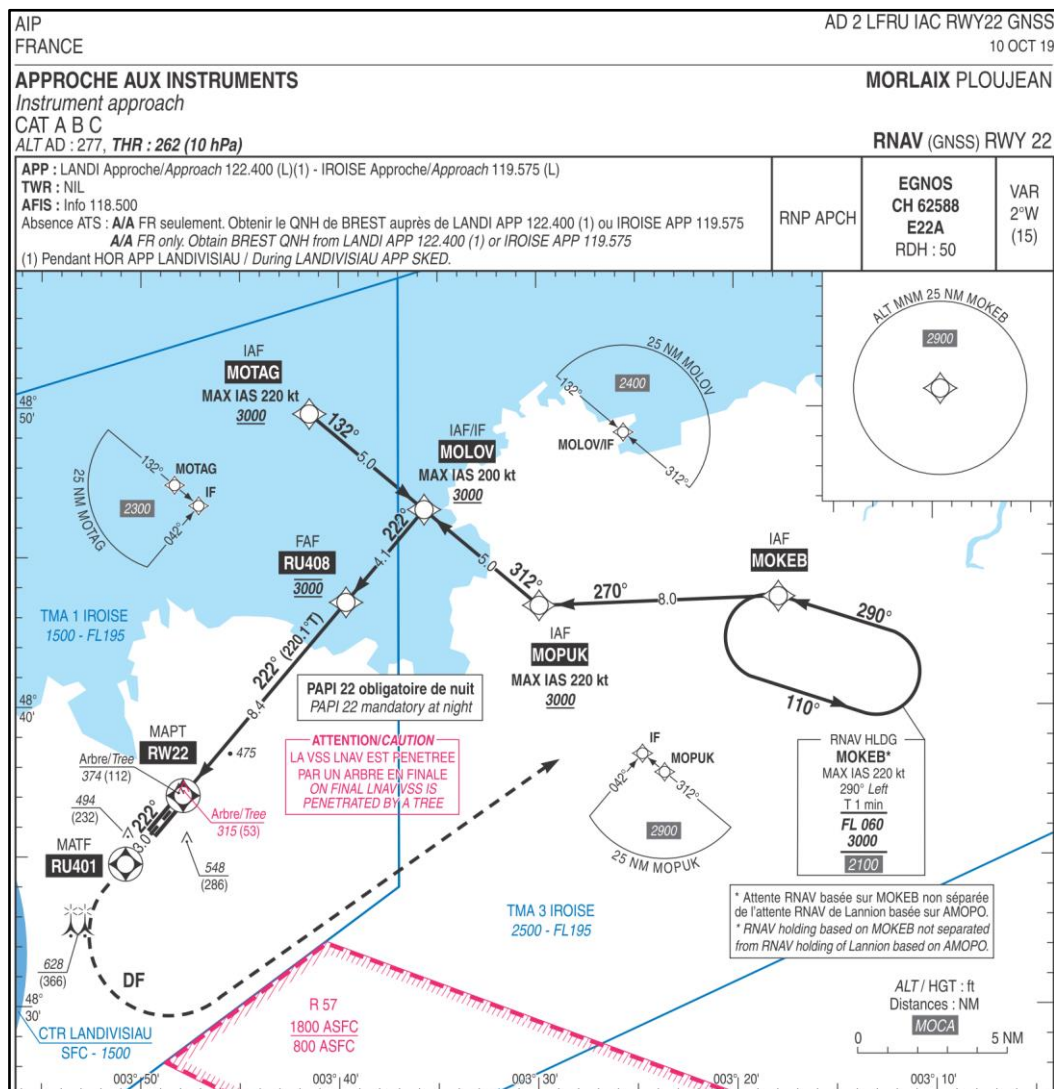 AIP
FRANCE
AD 2 LFRU IAC RWY22 GNSS
10 OCT 19
APPROCHE AUX INSTRUMENTS
Instrument approach
CAT A B C
ALT AD : 277, THR : 262 (10 hPa)
MORLAIX PLOUJEAN
RNAV (GNSS) RWY 22
APP : LANDI Approche/Approach 122.400 (L)(1) - IROISE Approche/Approach 119.575 (L)
TWR : NIL
AFIS : Info 118.500
Absence ATS : A/A FR seulement. Obtenir le QNH de BREST auprès de LANDI APP 122.400 (1) ou IROISE APP 119.575
A/A FR only. Obtain BREST QNH from LANDI APP 122.400 (1) or IROISE APP 119.575
(1) Pendant HOR APP LANDIVISIAU / During LANDIVISIAU APP SKED.
RNP APCH
EGNOS
CH 62588
E22A
RDH : 50
VAR
2°W
(15)
ALT MNM 25 NM MOKEB
2900
IAF
MOTAG
MAX IAS 220 kt
3000
48°
50'
132°
5.0
IAF/IF
MOLOV
MAX IAS 200 kt
3000
25 NM MOLOV
2400
132°
MOLOV/IF
312°
25 NM MOTAG
132°
MOTAG
IF
2300
042°
222°
4.1
FAF
RU408
3000
5.0
312°
270°
8.0
IAF
MOKEB
290°
110°
IAF
MOPUK
MAX IAS 220 kt
3000
TMA 1 IROISE
1500 - FL195
222° (220.1°T)
8.4
48°
40'
PAPI 22 obligatoire de nuit
PAPI 22 mandatory at night
ATTENTION/CAUTION
LA VSS LNAV EST PENETREE
PAR UN ARBRE EN FINALE
ON FINAL LNAV VSS IS
PENETRATED BY A TREE
MAPT
RW22
475
Arbre/Tree
374 (112)
Arbre/Tree
315 (53)
494
(232)
222°
3.0
MATF
RU401
548
(286)
628
(366)
DF
IF
MOPUK
042°
312°
2900
25 NM MOPUK
RNAV HLDG
MOKEB*
MAX IAS 220 kt
290° Left
T 1 min
FL 060
3000
2100
* Attente RNAV basée sur MOKEB non séparée
de l'attente RNAV de Lannion basée sur AMOPO.
* RNAV holding based on MOKEB not separated
from RNAV holding of Lannion based on AMOPO.
TMA 3 IROISE
2500 - FL195
48°
30'
CTR LANDIVISIAU
SFC - 1500
R 57
1800 ASFC
800 ASFC
ALT / HGT : ft
Distances : NM
MOCA
0
5 NM
003° 50'
003° 40'
003° 30'
003° 20'
003° 10'